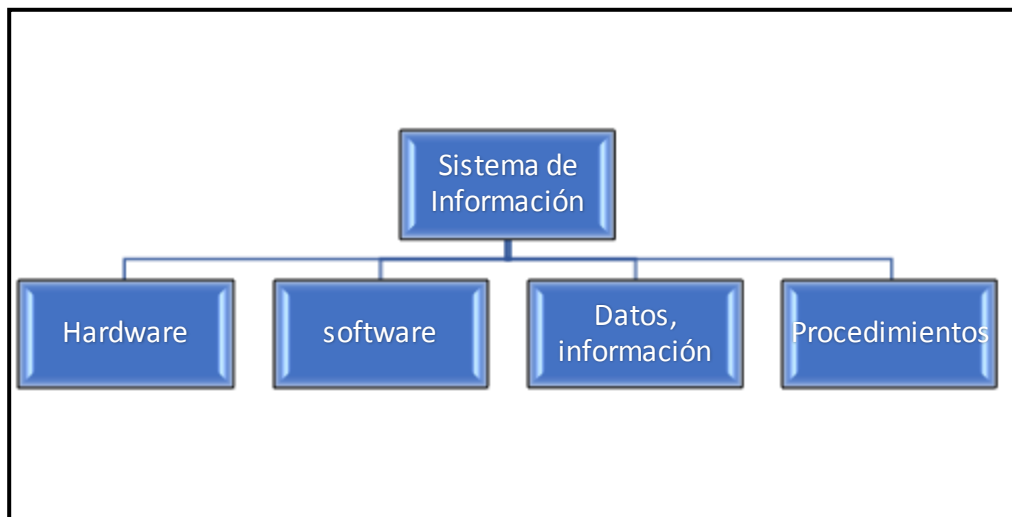 Sistema de
Información
Hardware
software
Datos,
información
Procedimientos